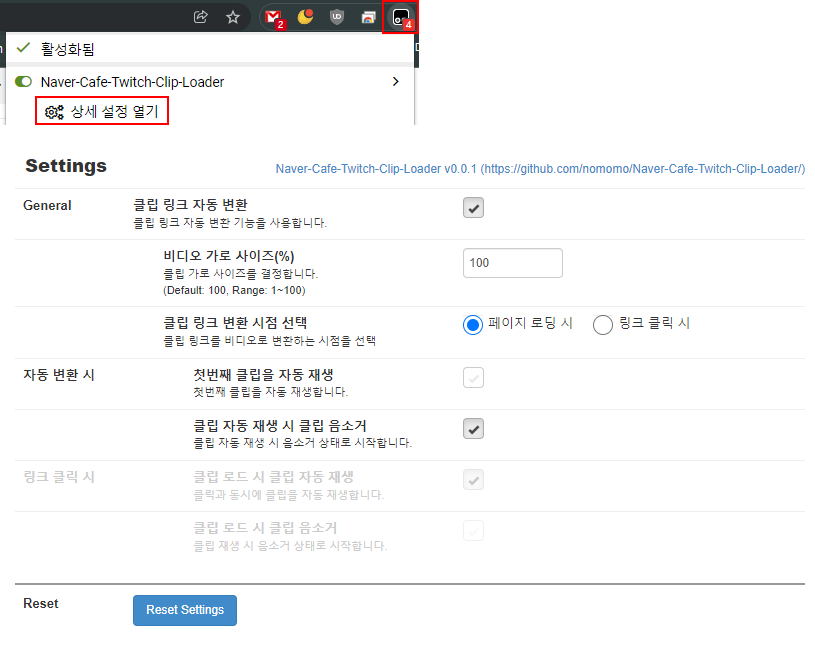 2
4
활성화됨
Naver-Cafe-Twitch-Clip-Loader
상세 설정 열기
Settings
Naver-Cafe-Twitch-Clip-Loader v0.0.1 (https://github.com/nomomo/Naver-Cafe-Twitch-Clip-Loader/)
General
클립 링크 자동 변환
클립 링크 자동 변환 기능을 사용합니다.
비디오 가로 사이즈(%)
클립 가로 사이즈를 결정합니다.
(Default: 100, Range: 1~100)
100
클립 링크 변환 시점 선택
클립 링크를 비디오로 변환하는 시점을 선택
페이지 로딩 시
링크 클릭 시
자동 변환 시
첫번째 클립을 자동 재생
첫번째 클립을 자동 재생합니다.
클립 자동 재생 시 클립 음소거
클립 자동 재생 시 음소거 상태로 시작합니다.
링크 클릭 시
클립 로드 시 클립 자동 재생
클릭과 동시에 클립을 자동 재생합니다.
클립 로드 시 클립 음소거
클립 재생 시 음소거 상태로 시작합니다.
Reset
Reset Settings